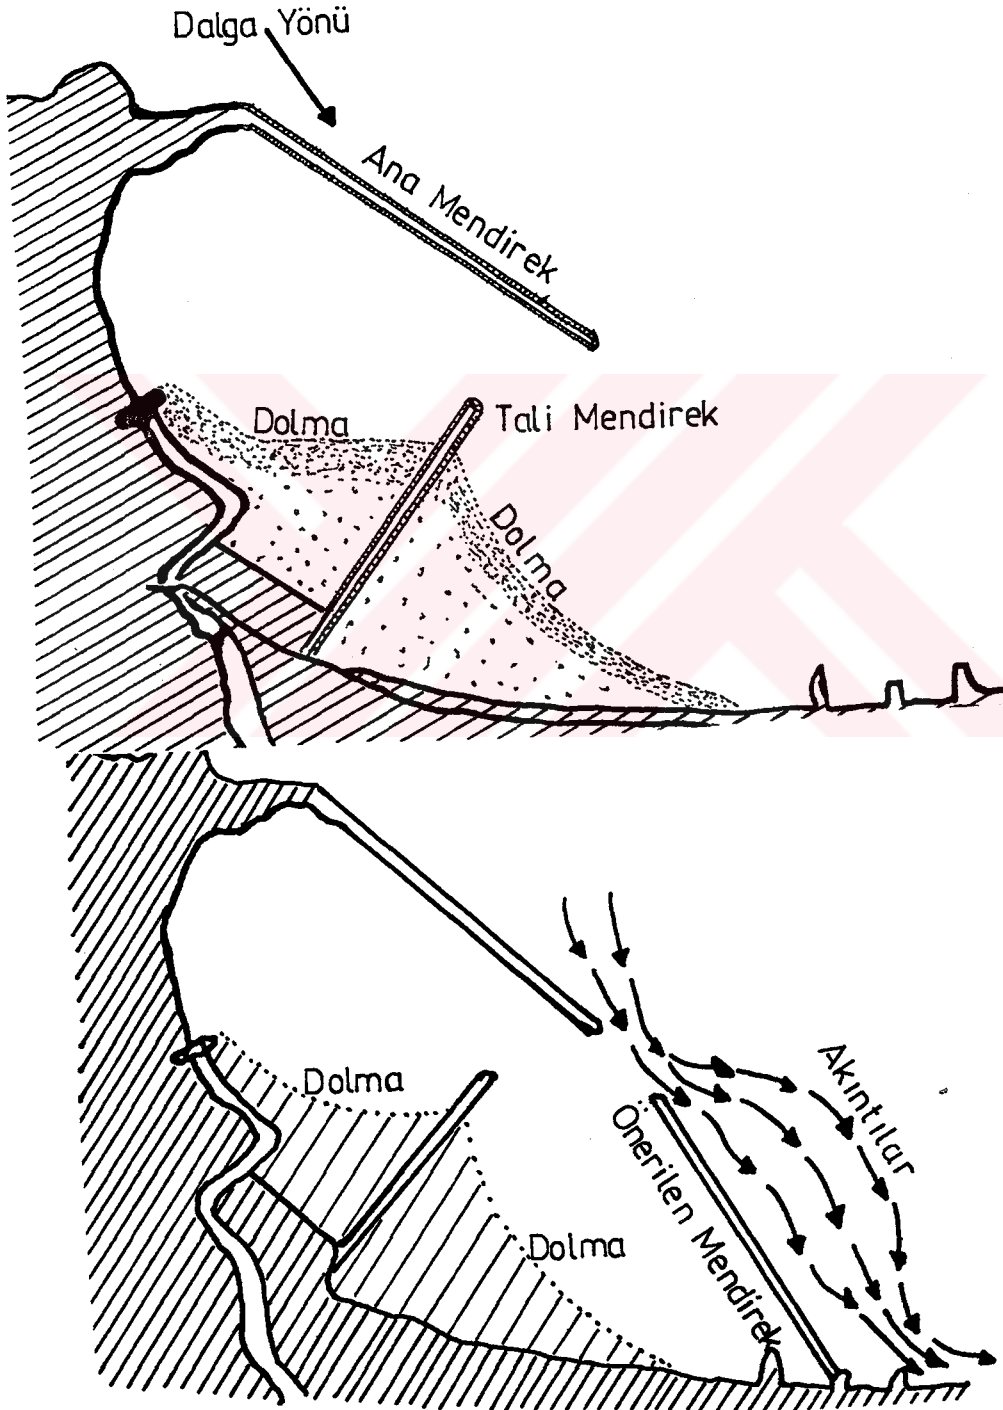 Dalga Yönü
Ana Mendirek
Dolma
Tali Mendirek
Dolma
Dolma
Akıntılar
Önerilen Mendirek
Dolma